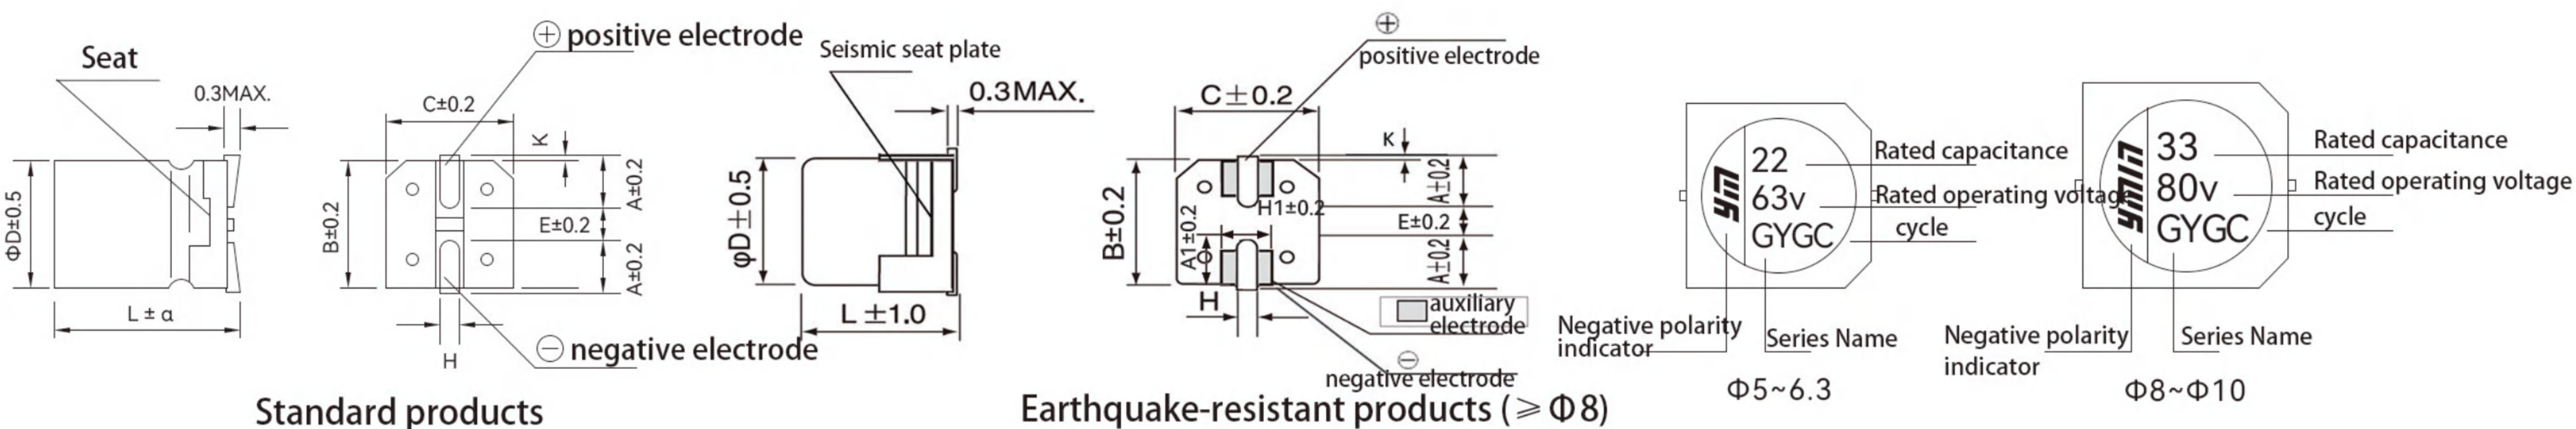 Seat
0.3MAX.
ΦD±0.5
L±α
C±0.2
B±0.2
K
A±0.2
E±0.2
A±0.2
H
⊕ positive electrode
⊖ negative electrode
Standard products
Seismic seat plate
0.3MAX.
φD±0.5
L±1.0
C±0.2
B±0.2
⊕
positive electrode
K
A±0.2
H1±0.2
A1±0.2
E±0.2
A±0.2
H
auxiliary
electrode
⊖
negative electrode
Earthquake-resistant products (⩾Φ8)
ym
22
63v
GYGC
Rated capacitance
Rated operating voltage
cycle
Negative polarity
indicator
Series Name
Φ5~6.3
ymin
33
80v
GYGC
Rated capacitance
Rated operating voltage
cycle
Negative polarity
indicator
Series Name
Φ8~Φ10